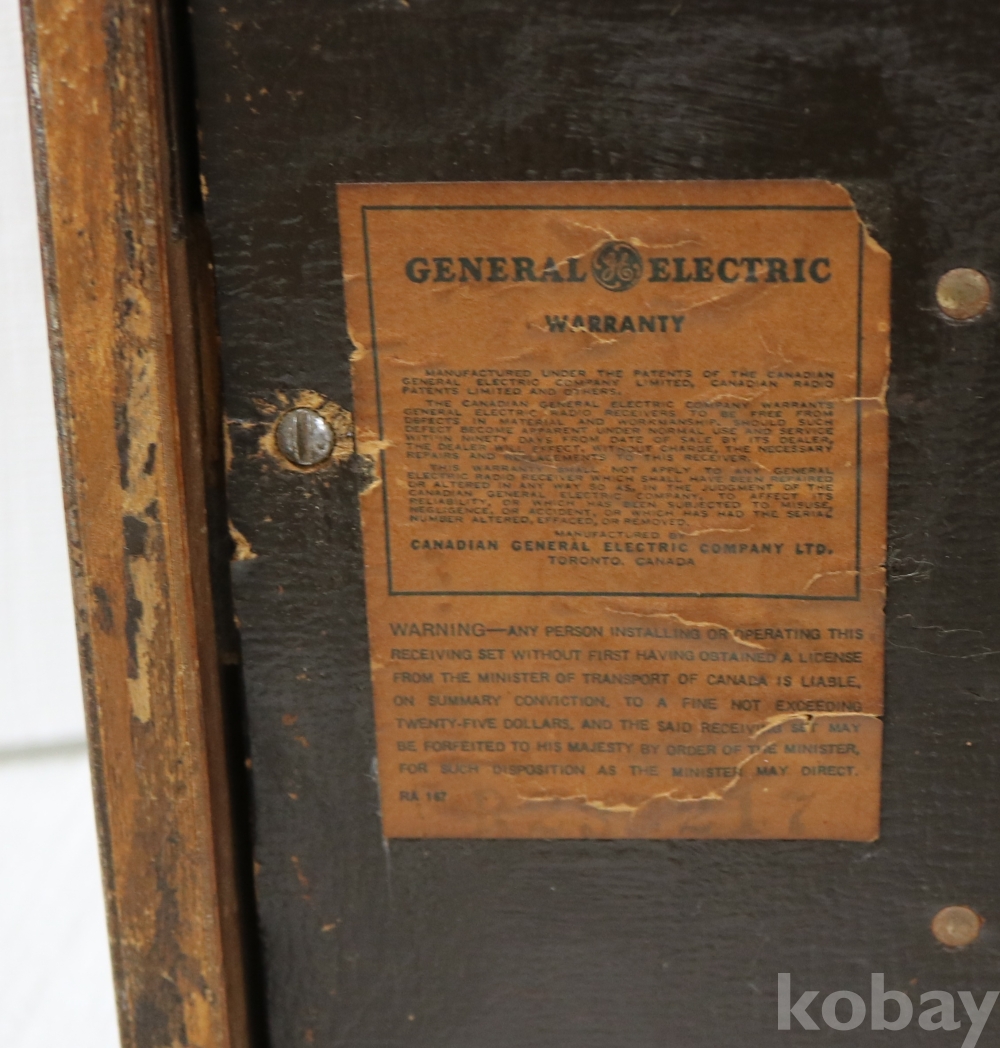 GENERAL GE ELECTRIC
WARRANTY
MANUFACTURED UNDER THE PATENTS OF THE CANADIAN
GENERAL ELECTRIC COMPANY LIMITED, CANADIAN RADIO
PATENTS LIMITED AND OTHERS.
THE CANADIAN GENERAL ELECTRIC COMPANY WARRANTS
GENERAL ELECTRIC RADIO RECEIVERS TO BE FREE FROM
DEFECTS IN MATERIAL AND WORKMANSHIP. SHOULD SUCH
DEFECT BECOME APPARENT UNDER NORMAL USE AND SERVICE
WITHIN NINETY DAYS FROM DATE OF SALE BY ITS DEALER,
THE DEALER WILL EFFECT, WITHOUT CHARGE, THE NECESSARY
REPAIRS AND REPLACEMENTS TO THIS RECEIVER.
THIS WARRANTY SHALL NOT APPLY TO ANY GENERAL
ELECTRIC RADIO RECEIVER WHICH SHALL HAVE BEEN REPAIRED
OR ALTERED IN ANY WAY SO AS, IN THE JUDGMENT OF THE
CANADIAN GENERAL ELECTRIC COMPANY, TO AFFECT ITS
RELIABILITY, OR WHICH HAS BEEN SUBJECTED TO MISUSE,
NEGLIGENCE, OR ACCIDENT, OR WHICH HAS HAD THE SERIAL
NUMBER ALTERED, EFFACED, OR REMOVED.
MANUFACTURED BY
CANADIAN GENERAL ELECTRIC COMPANY LTD.
TORONTO, CANADA
WARNING—ANY PERSON INSTALLING OR OPERATING THIS
RECEIVING SET WITHOUT FIRST HAVING OBTAINED A LICENSE
FROM THE MINISTER OF TRANSPORT OF CANADA IS LIABLE,
ON SUMMARY CONVICTION, TO A FINE NOT EXCEEDING
TWENTY-FIVE DOLLARS, AND THE SAID RECEIVING SET MAY
BE FORFEITED TO HIS MAJESTY BY ORDER OF THE MINISTER,
FOR SUCH DISPOSITION AS THE MINISTER MAY DIRECT.
RA 167
kobay